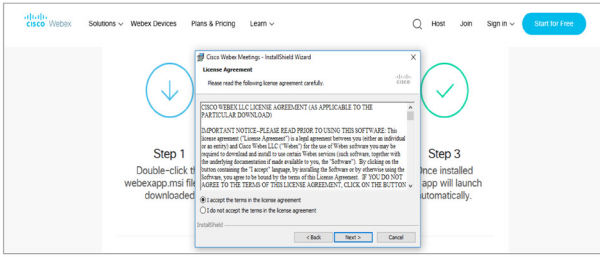 CISCO Webex Solutions Webex Devices Plans & Pricing Learn Host Join Sign in Start for Free
Cisco Webex Meetings - InstallShield Wizard X
License Agreement
Please read the following license agreement carefully.
CISCO
CISCO WEBEX LLC LICENSE AGREEMENT (AS APPLICABLE TO THE
PARTICULAR DOWNLOAD)
IMPORTANT NOTICE--PLEASE READ PRIOR TO USING THIS SOFTWARE: This
license agreement ("License Agreement") is a legal agreement between you (either an individual
or an entity) and Cisco Webex LLC ("Webex") for the use of Webex software you may be
required to download and install to use certain Webex services (such software, together with
the underlying documentation if made available to you, the "Software"). By clicking on the
button containing the "I accept" language, by installing the Software or by otherwise using the
Software, you agree to be bound by the terms of this License Agreement. IF YOU DO NOT
AGREE TO THE TERMS OF THIS LICENSE AGREEMENT, CLICK ON THE BUTTON
I accept the terms in the license agreement
I do not accept the terms in the license agreement
InstallShield
< Back Next > Cancel
Step 1
Double-click t
webexapp.msi file
downloaded
Step 3
Once installed
app will launch
automatically.